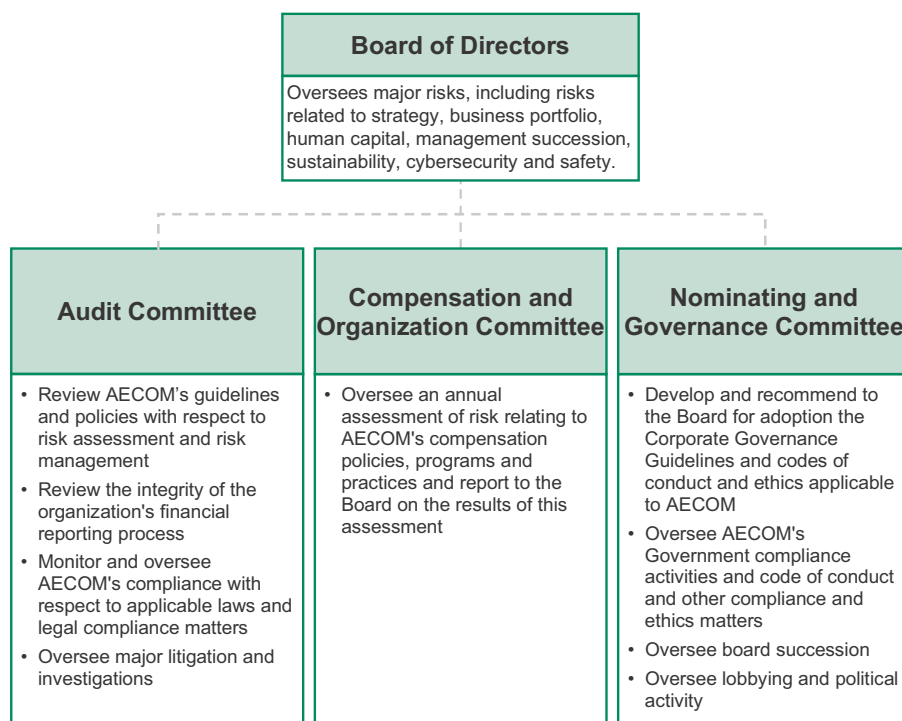 Board of Directors
Oversees major risks, including risks
related to strategy, business portfolio,
human capital, management succession,
sustainability, cybersecurity and safety.
Audit Committee
• Review AECOM’s guidelines
and policies with respect to
risk assessment and risk
management
• Review the integrity of the
organization's financial
reporting process
• Monitor and oversee
AECOM's compliance with
respect to applicable laws and
legal compliance matters
• Oversee major litigation and
investigations
Compensation and
Organization Committee
• Oversee an annual
assessment of risk relating to
AECOM's compensation
policies, programs and
practices and report to the
Board on the results of this
assessment
Nominating and
Governance Committee
• Develop and recommend to
the Board for adoption the
Corporate Governance
Guidelines and codes of
conduct and ethics applicable
to AECOM
• Oversee AECOM's
Government compliance
activities and code of conduct
and other compliance and
ethics matters
• Oversee board succession
• Oversee lobbying and political
activity